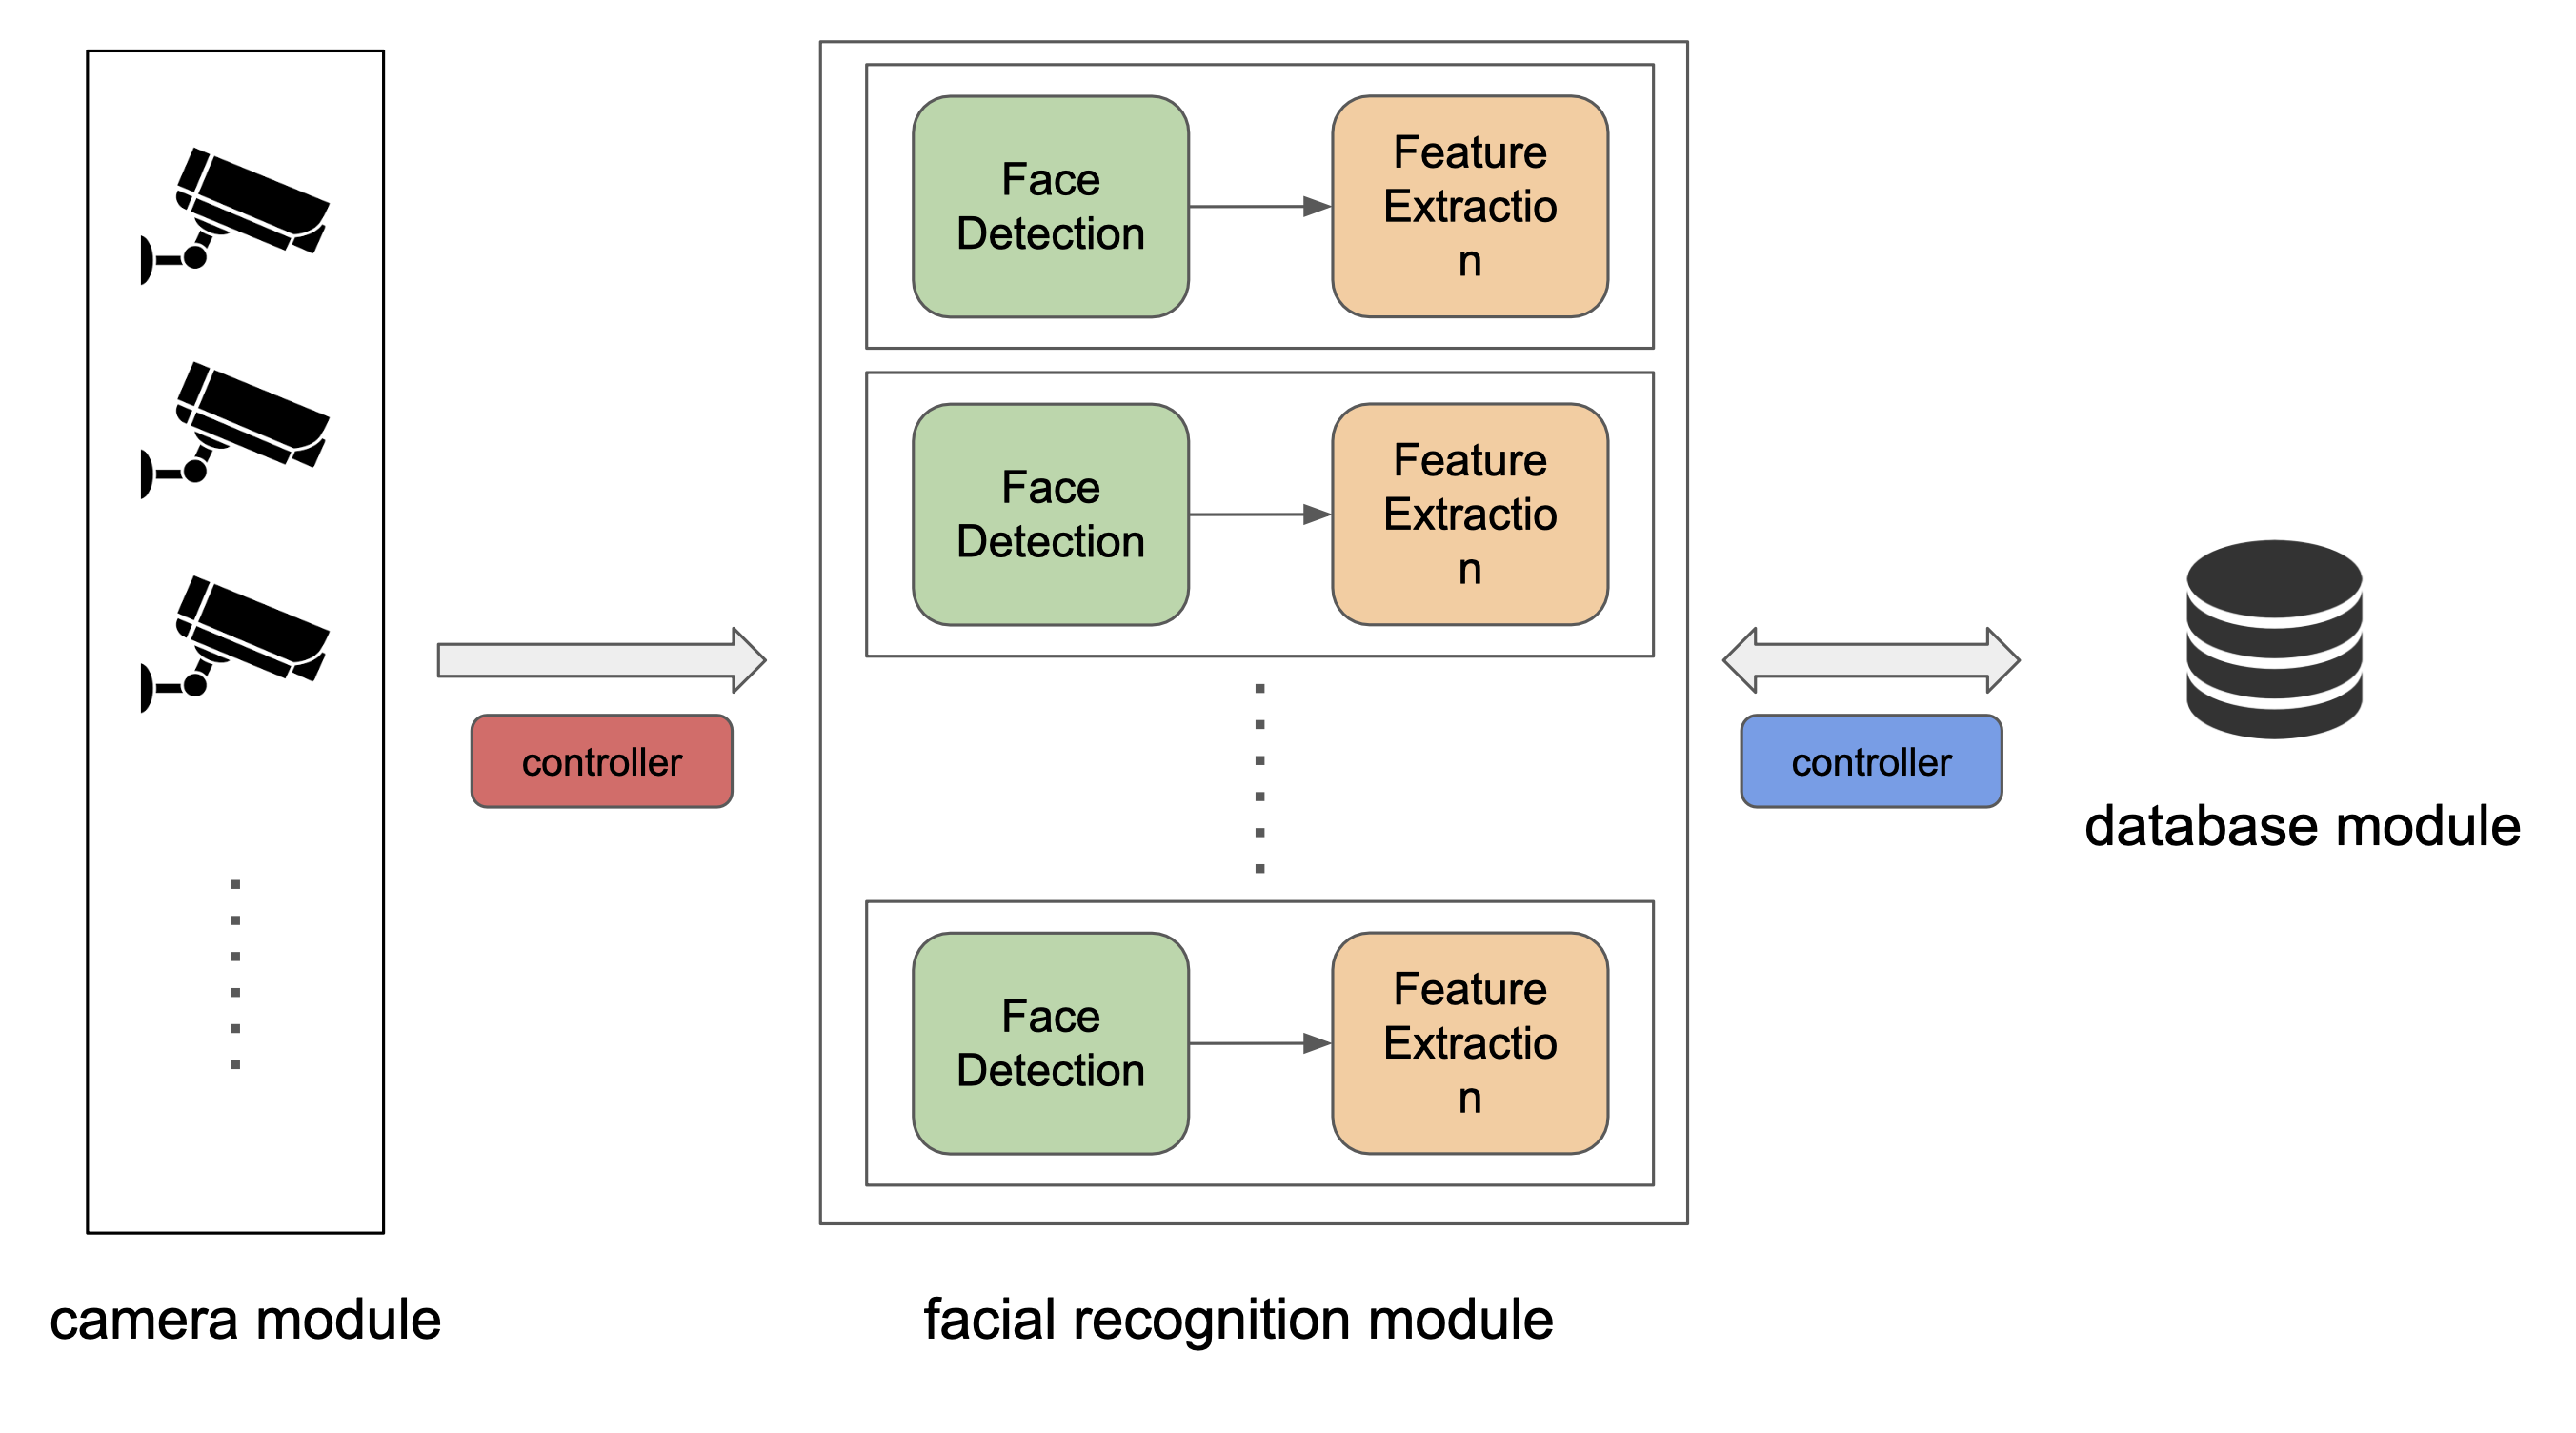 Face
Detection
Feature
Extractio
n
Face
Detection
Feature
Extractio
n
controller
controller
database module
Face
Detection
Feature
Extractio
n
camera module
facial recognition module